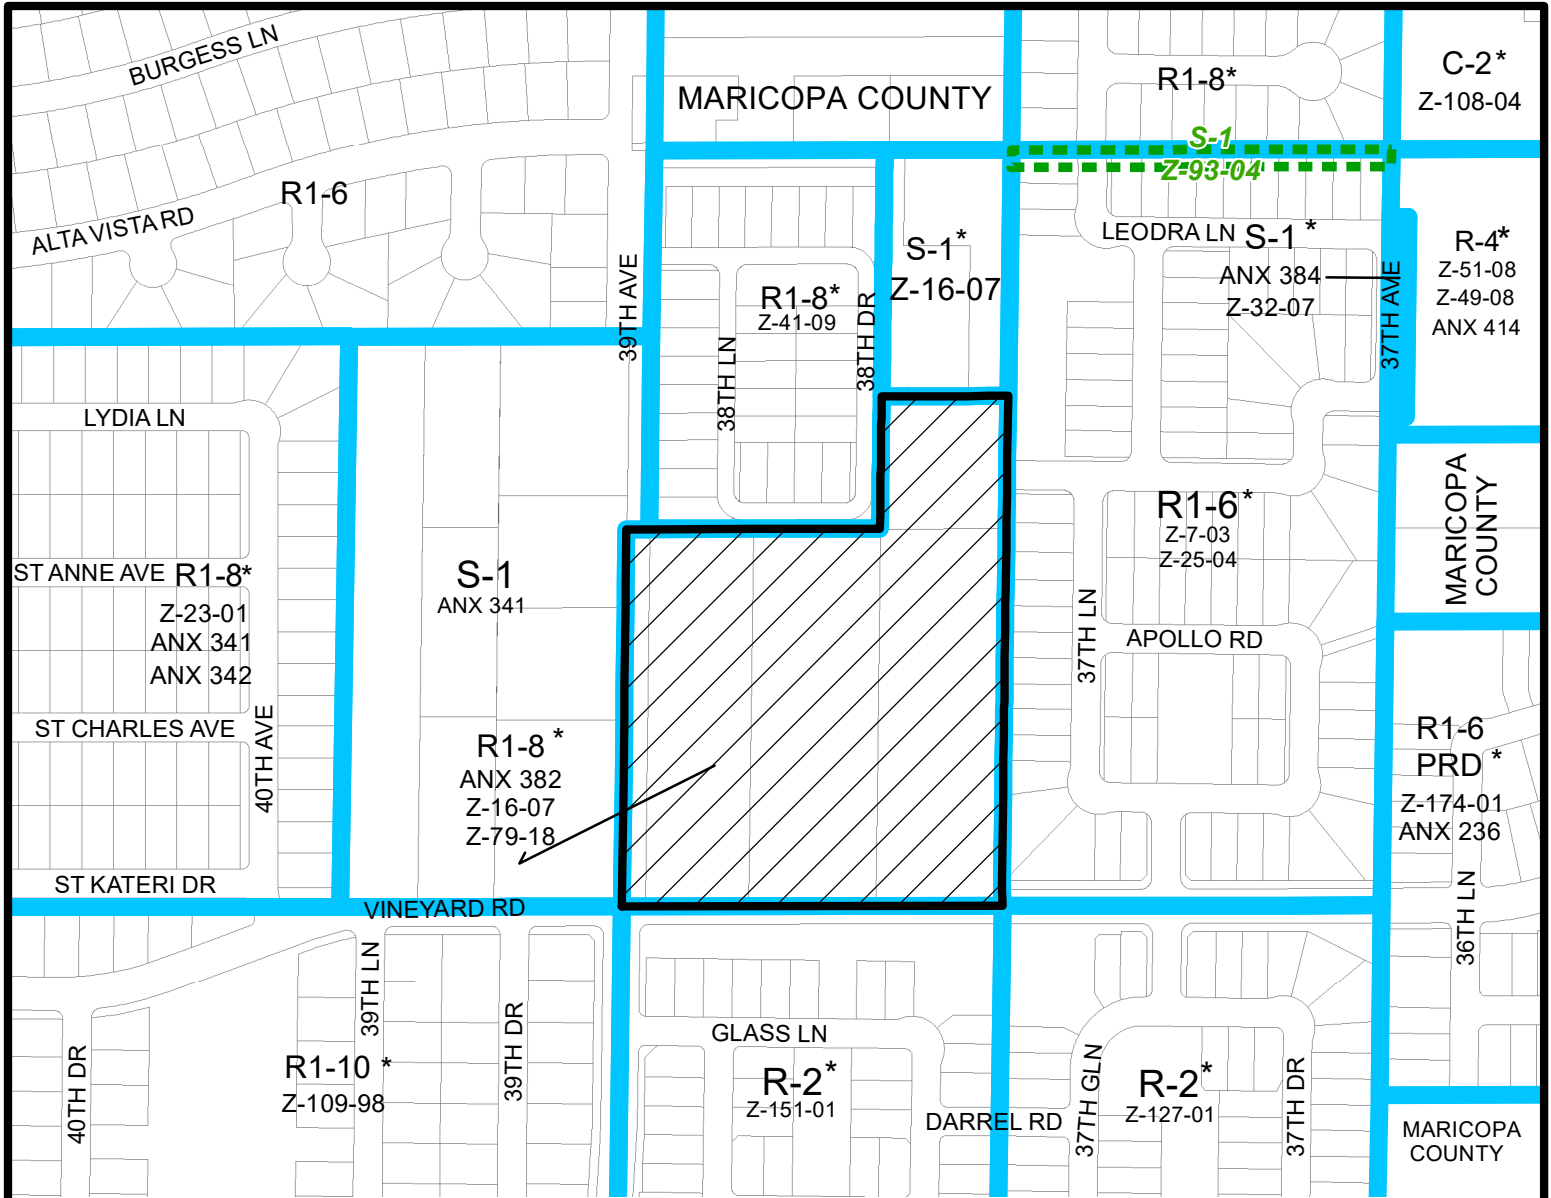 BURGESS LN
MARICOPA COUNTY
R1-8*
C-2*
Z-108-04
S-1
Z-93-04
R1-6
ALTA VISTA RD
39TH AVE
S-1*
Z-16-07
LEODRA LN
S-1 *
ANX 384
Z-32-07
37TH AVE
R-4*
Z-51-08
Z-49-08
ANX 414
R1-8*
Z-41-09
38TH DR
38TH LN
LYDIA LN
MARICOPA
COUNTY
R1-6*
Z-7-03
Z-25-04
ST ANNE AVE
R1-8*
Z-23-01
ANX 341
ANX 342
S-1
ANX 341
37TH LN
APOLLO RD
ST CHARLES AVE
40TH AVE
R1-8 *
ANX 382
Z-16-07
Z-79-18
R1-6
PRD *
Z-174-01
ANX 236
ST KATERI DR
VINEYARD RD
36TH LN
39TH LN
39TH DR
40TH DR
R1-10 *
Z-109-98
GLASS LN
R-2*
Z-151-01
DARREL RD
37TH GLN
R-2*
Z-127-01
37TH DR
MARICOPA
COUNTY